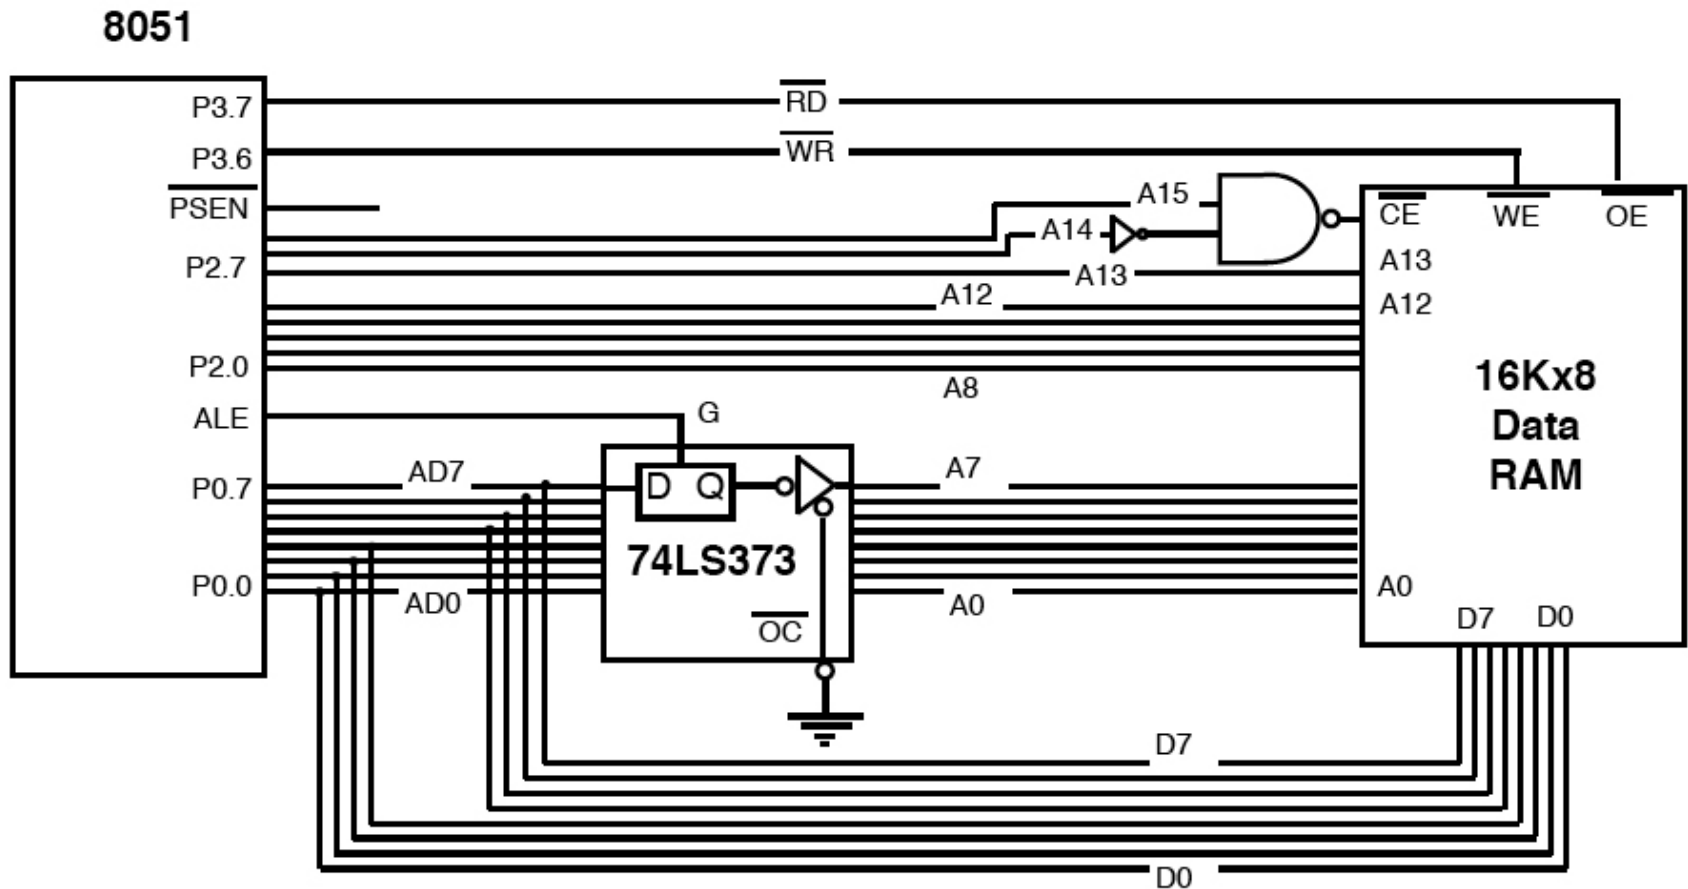 8051
P3.7
RD
P3.6
WR
PSEN
A15
CE
WE
OE
A14
P2.7
A13
A13
A12
A12
P2.0
A8
16Kx8
Data
RAM
ALE
G
AD7
A7
P0.7
D Q
74LS373
P0.0
AD0
A0
A0
OC
D7 D0
D7
D0